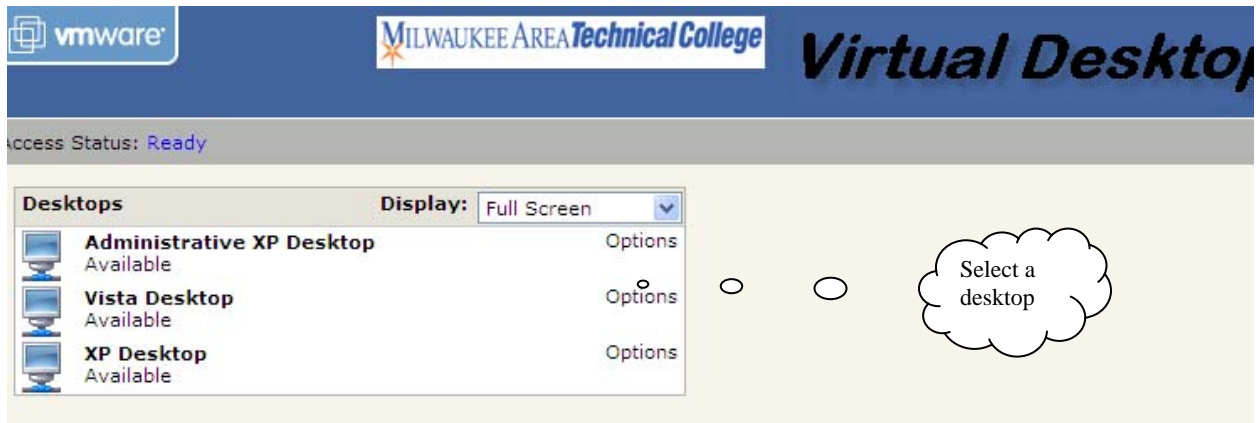 vmware
MILWAUKEE AREA Technical College
Virtual Desktop
Access Status: Ready
Desktops Display: Full Screen
Administrative XP Desktop Options
Available
Vista Desktop Options
Available
XP Desktop Options
Available
Select a
desktop